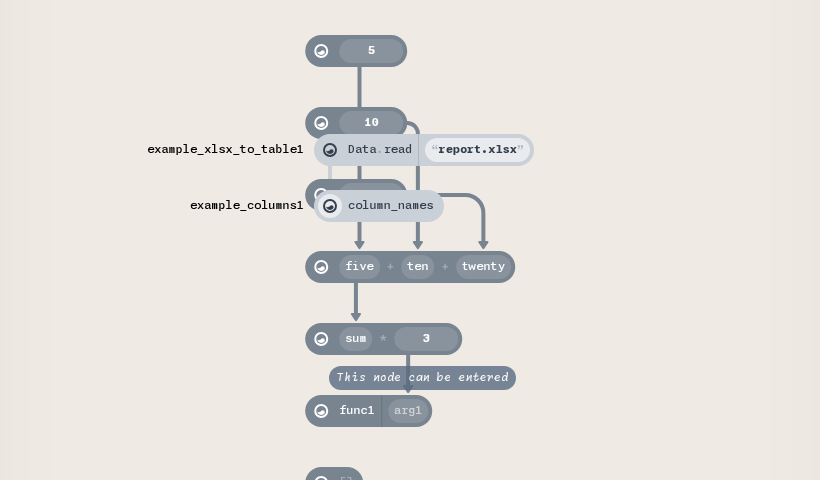 5
10
example_xlsx_to_table1 Data.read “report.xlsx”
example_columns1 column_names
five + ten + twenty
sum * 3
This node can be entered
func1 arg1